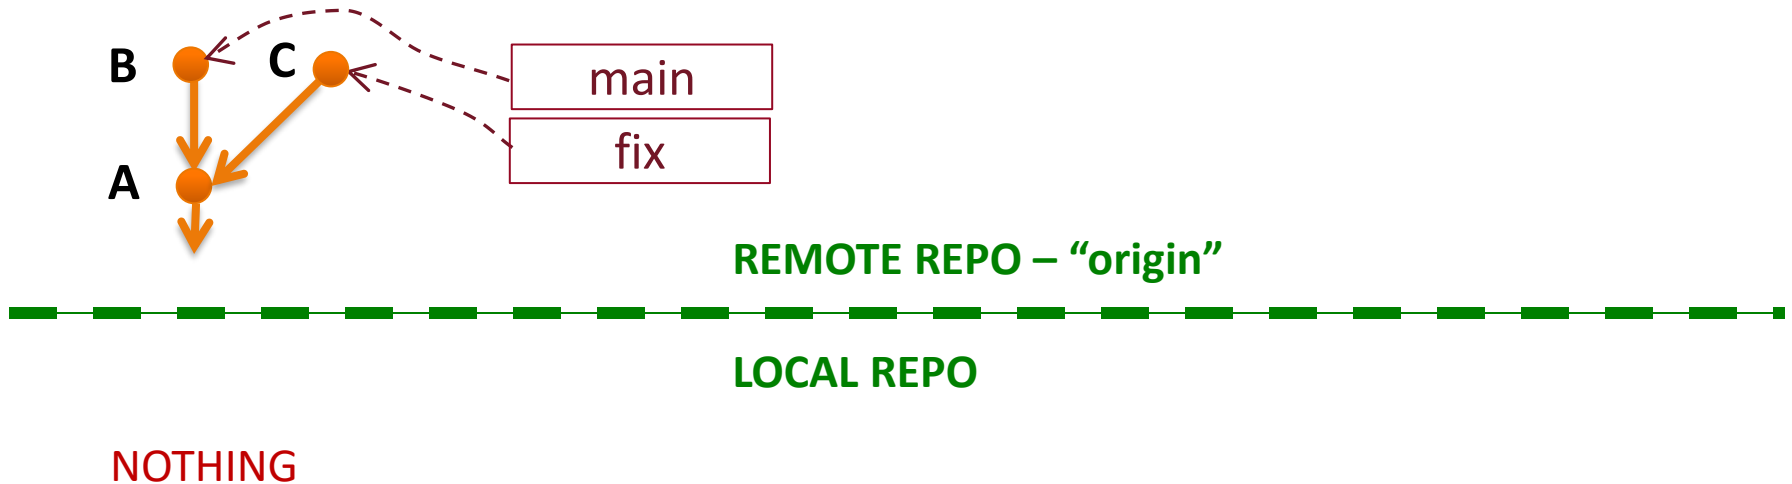 B
C
main
fix
A
REMOTE REPO – “origin”
LOCAL REPO
NOTHING